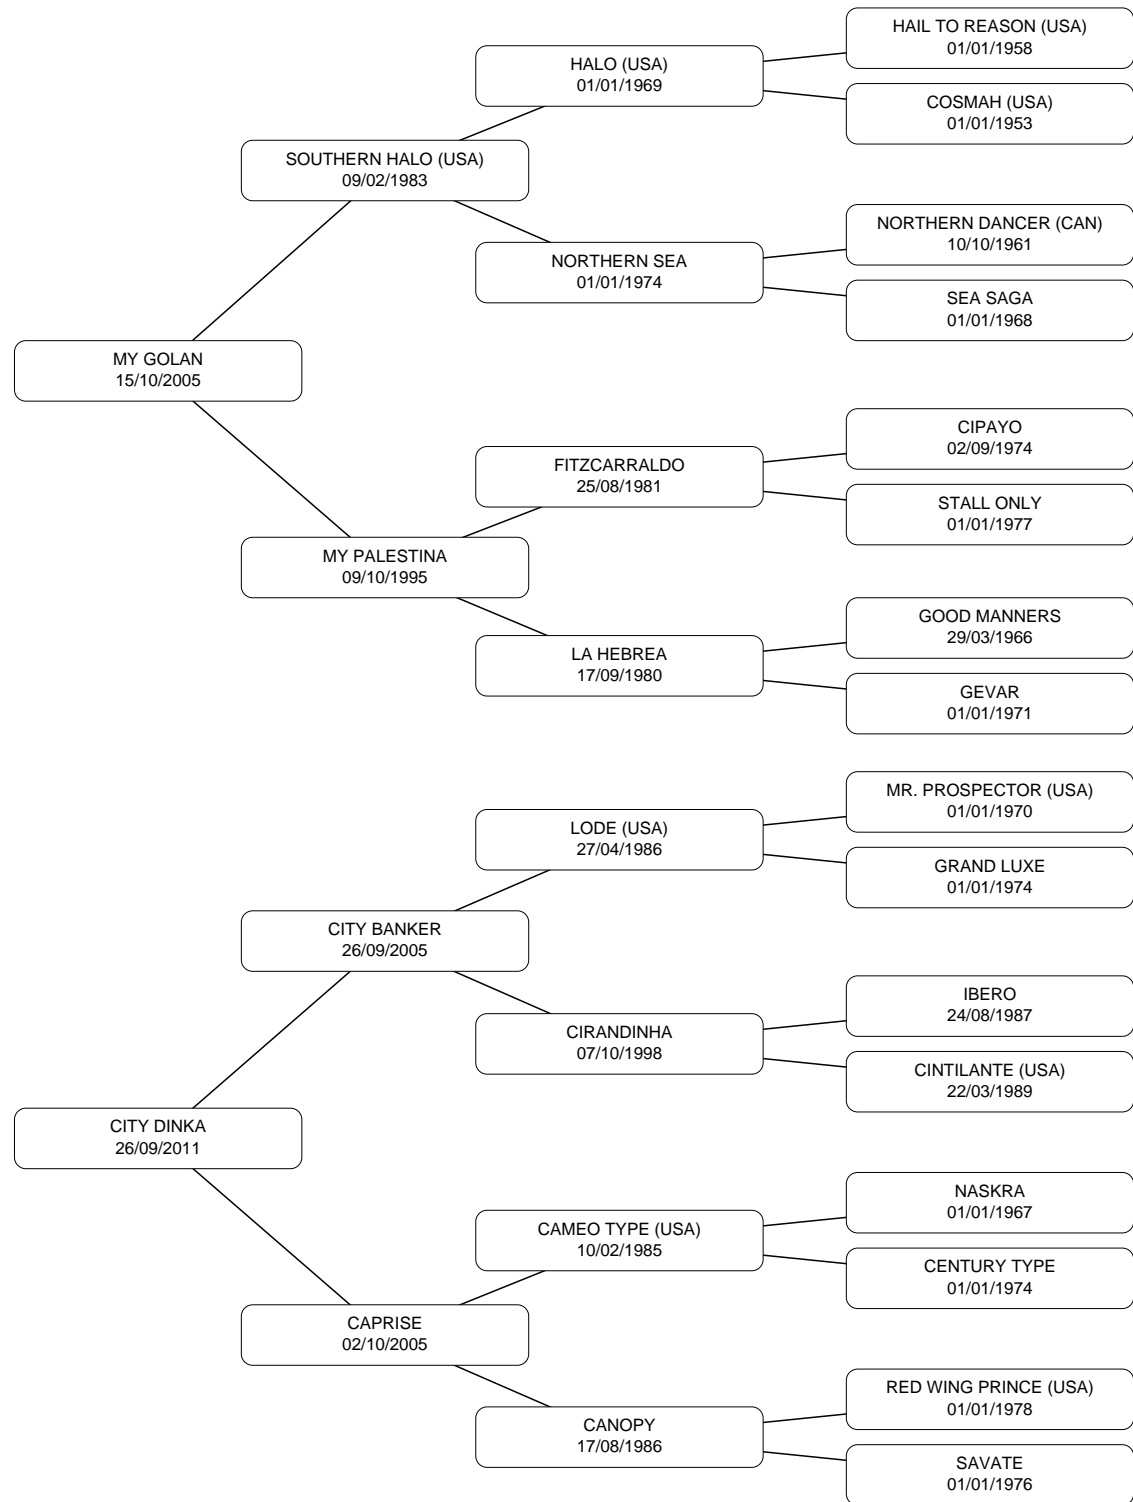 HAIL TO REASON (USA)
01/01/1958
HALO (USA)
01/01/1969
COSMAH (USA)
01/01/1953
SOUTHERN HALO (USA)
09/02/1983
NORTHERN DANCER (CAN)
10/10/1961
NORTHERN SEA
01/01/1974
SEA SAGA
01/01/1968
MY GOLAN
15/10/2005
CIPAYO
02/09/1974
FITZCARRALDO
25/08/1981
STALL ONLY
01/01/1977
MY PALESTINA
09/10/1995
GOOD MANNERS
29/03/1966
LA HEBREA
17/09/1980
GEVAR
01/01/1971
MR. PROSPECTOR (USA)
01/01/1970
LODE (USA)
27/04/1986
GRAND LUXE
01/01/1974
CITY BANKER
26/09/2005
IBERO
24/08/1987
CIRANDINHA
07/10/1998
CINTILANTE (USA)
22/03/1989
CITY DINKA
26/09/2011
NASKRA
01/01/1967
CAMEO TYPE (USA)
10/02/1985
CENTURY TYPE
01/01/1974
CAPRISE
02/10/2005
RED WING PRINCE (USA)
01/01/1978
CANOPY
17/08/1986
SAVATE
01/01/1976